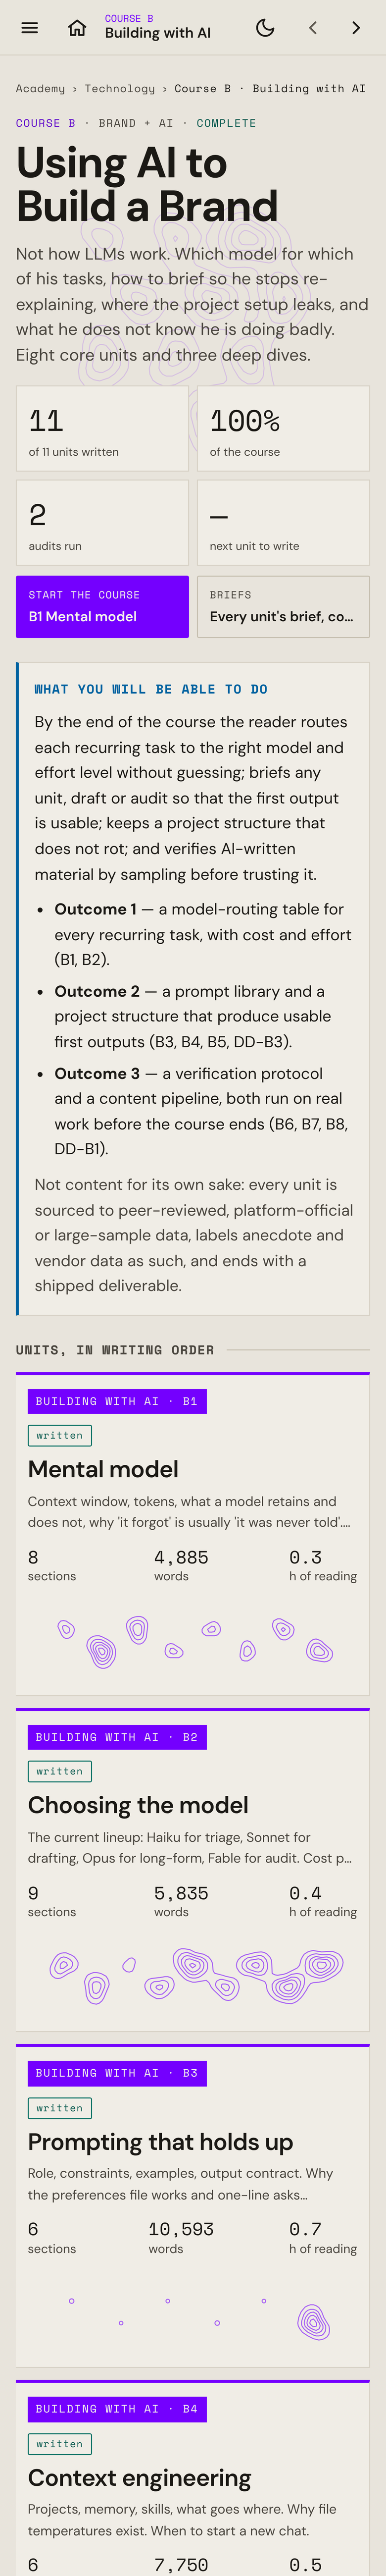 COURSE B
Building with AI
Academy › Technology › Course B · Building with AI
COURSE B · BRAND + AI · COMPLETE
Using AI to
Build a Brand
Not how LLMs work. Which model for which
of his tasks, how to brief so he stops re-
explaining, where the project setup leaks, and
what he does not know he is doing badly.
Eight core units and three deep dives.
11
of 11 units written
100%
of the course
2
audits run
—
next unit to write
START THE COURSE
B1 Mental model
BRIEFS
Every unit's brief, co...
WHAT YOU WILL BE ABLE TO DO
By the end of the course the reader routes
each recurring task to the right model and
effort level without guessing; briefs any
unit, draft or audit so that the first output
is usable; keeps a project structure that
does not rot; and verifies AI-written
material by sampling before trusting it.
• Outcome 1 — a model-routing table for
every recurring task, with cost and effort
(B1, B2).
• Outcome 2 — a prompt library and a
project structure that produce usable
first outputs (B3, B4, B5, DD-B3).
• Outcome 3 — a verification protocol
and a content pipeline, both run on real
work before the course ends (B6, B7, B8,
DD-B1).
Not content for its own sake: every unit is
sourced to peer-reviewed, platform-official
or large-sample data, labels anecdote and
vendor data as such, and ends with a
shipped deliverable.
UNITS, IN WRITING ORDER
BUILDING WITH AI · B1
written
Mental model
Context window, tokens, what a model retains and
does not, why 'it forgot' is usually 'it was never told'....
8 4,885 0.3
sections words h of reading
BUILDING WITH AI · B2
written
Choosing the model
The current lineup: Haiku for triage, Sonnet for
drafting, Opus for long-form, Fable for audit. Cost p...
9 5,835 0.4
sections words h of reading
BUILDING WITH AI · B3
written
Prompting that holds up
Role, constraints, examples, output contract. Why
the preferences file works and one-line asks...
6 10,593 0.7
sections words h of reading
BUILDING WITH AI · B4
written
Context engineering
Projects, memory, skills, what goes where. Why file
temperatures exist. When to start a new chat.
6 7,750 0.5